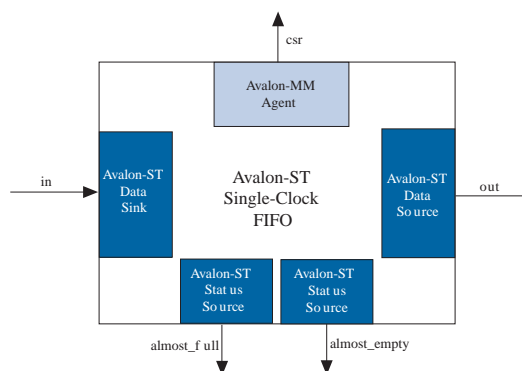 csr
Avalon-MM
Agent
in
Avalon-ST
Data
Sink
Avalon-ST
Single-Clock
FIFO
Avalon-ST
Data
Source
out
Avalon-ST
Status
Source
Avalon-ST
Status
Source
almost_full
almost_empty